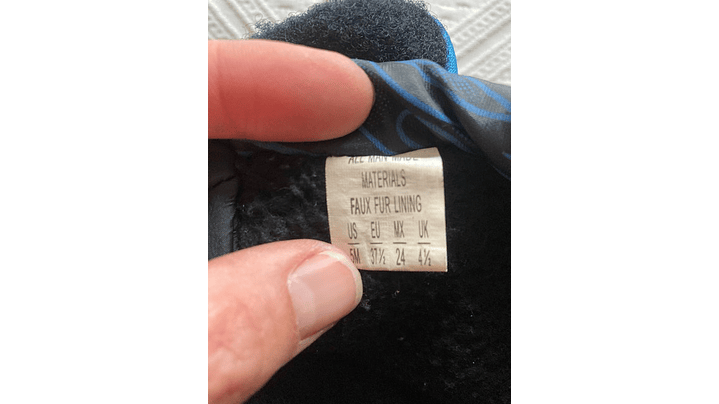 ALL MAN MADE
MATERIALS
FAUX FUR LINING
US EU MX UK
5M 37½ 24 4½